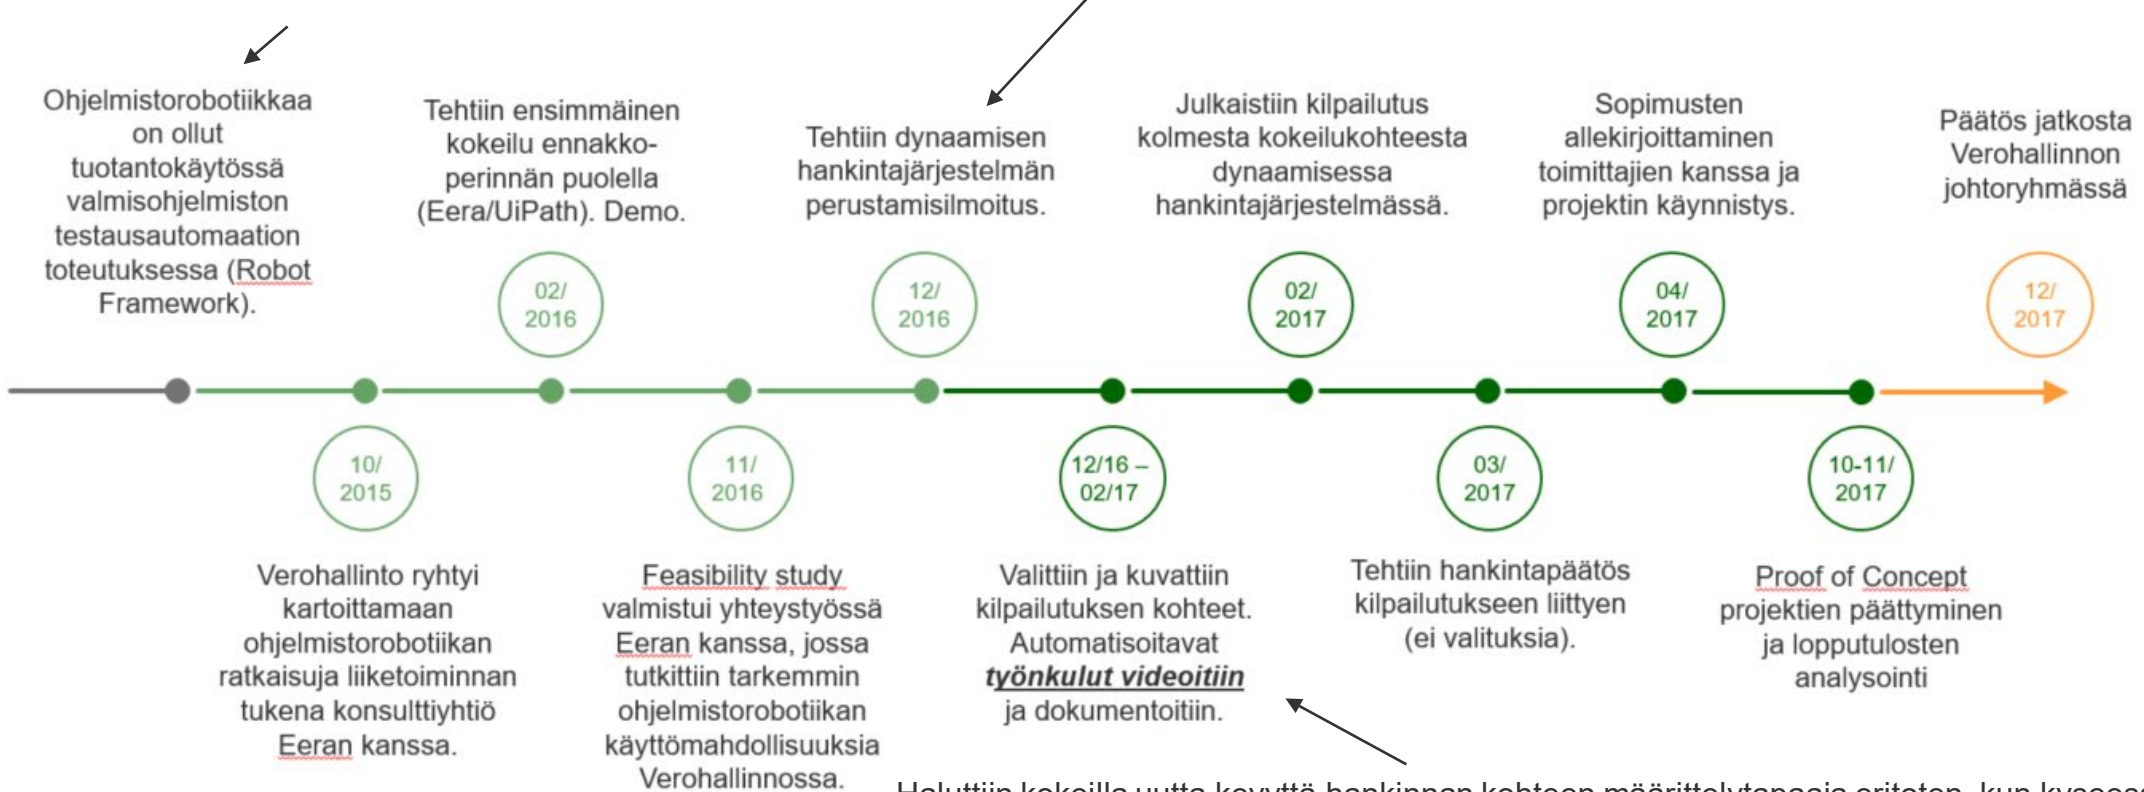 Ohjelmistorobotiikkaa
on ollut
tuotantokäytössä
valmisohjelmiston
testausautomaation
toteutuksessa (Robot
Framework).
Tehtiin ensimmäinen
kokeilu ennakko-
perinnän puolella
(Eera/UiPath). Demo.
Tehtiin dynaamisen
hankintajärjestelmän
perustamisilmoitus.
Julkaistiin kilpailutus
kolmesta kokeilukohteesta
dynaamisessa
hankintajärjestelmässä.
Sopimusten
allekirjoittaminen
toimittajien kanssa ja
projektin käynnistys.
Päätös jatkosta
Verohallinnon
johtoryhmässä
02/
2016
12/
2016
02/
2017
04/
2017
12/
2017
10/
2015
11/
2016
12/16 –
02/17
03/
2017
10-11/
2017
Verohallinto ryhtyi
kartoittamaan
ohjelmistorobotiikan
ratkaisuja liiketoiminnan
tukena konsulttiyhtiö
Eeran kanssa.
Feasibility study
valmistui yhteystyössä
Eeran kanssa, jossa
tutkittiin tarkemmin
ohjelmistorobotiikan
käyttömahdollisuuksia
Verohallinnossa.
Valittiin ja kuvattiin
kilpailutuksen kohteet.
Automatisoitavat
työnkulut videoitiin
ja dokumentoitiin.
Tehtiin hankintapäätös
kilpailutukseen liittyen
(ei valituksia).
Proof of Concept
projektien päättyminen
ja lopputulosten
analysointi